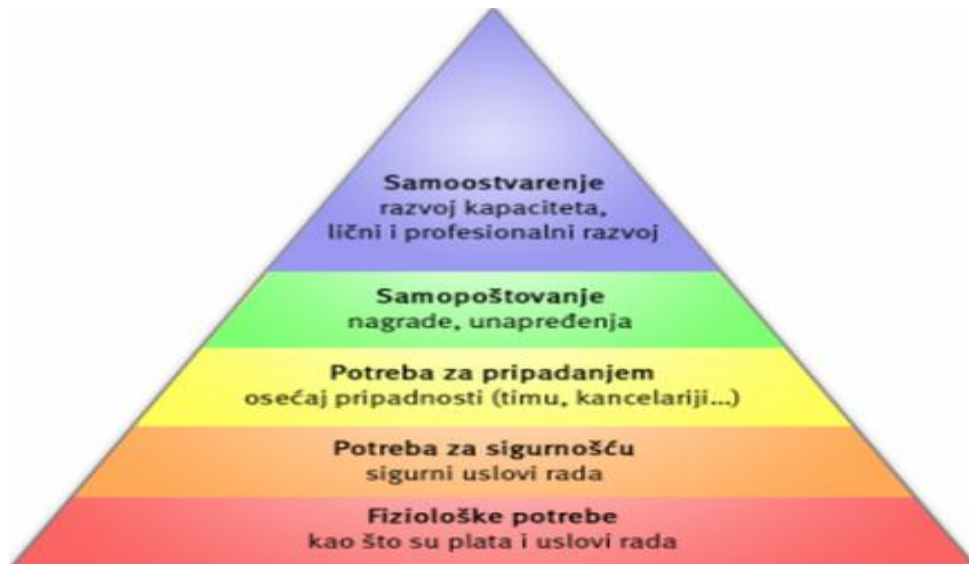 Samoostvarenje
razvoj kapaciteta,
lični i profesionalni razvoj
Samopoštovanje
nagrade, unapređenja
Potreba za pripadanjem
osećaj pripadnosti (timu, kancelariji...)
Potreba za sigurnošću
sigurni uslovi rada
Fiziološke potrebe
kao što su plata i uslovi rada